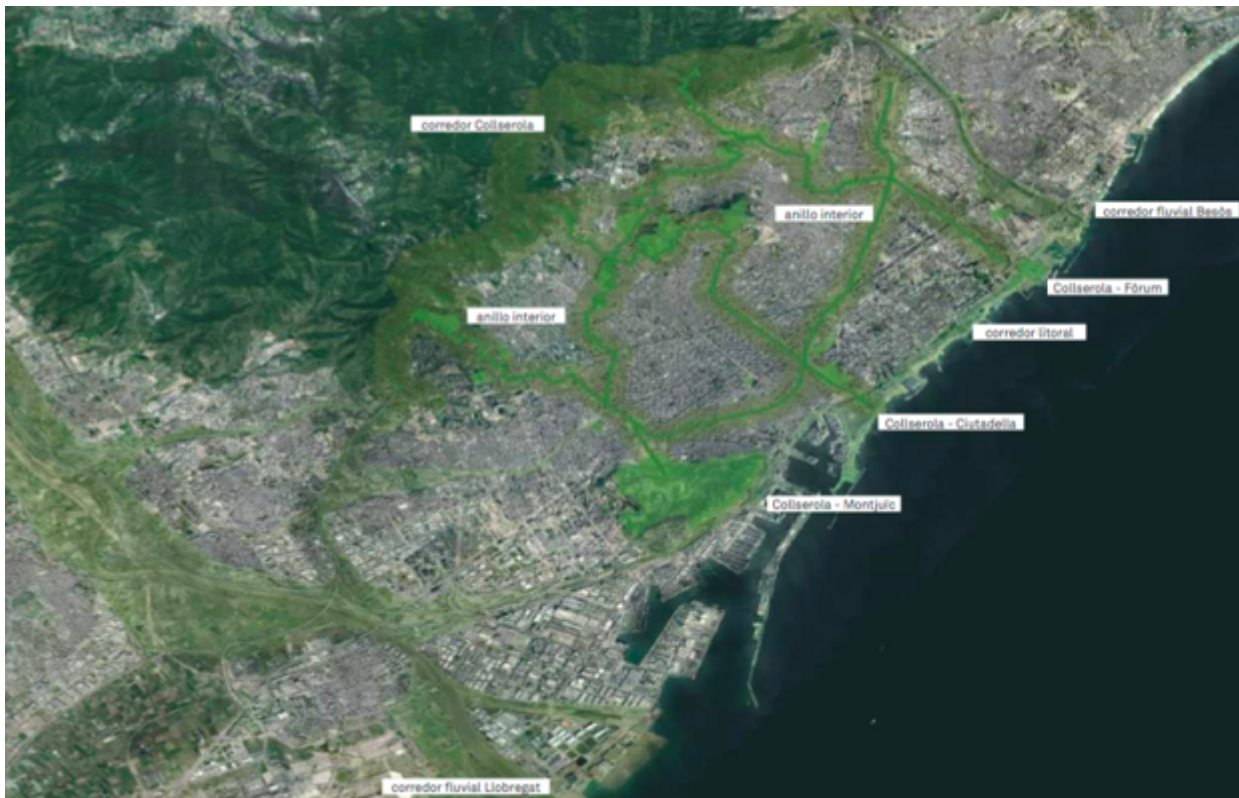 corredor Collserola
anillo interior
corredor fluvial Besòs
Collserola - Fòrum
anillo interior
corredor litoral
Collserola - Ciutadella
Collserola - Montjuïc
corredor fluvial Llobregat